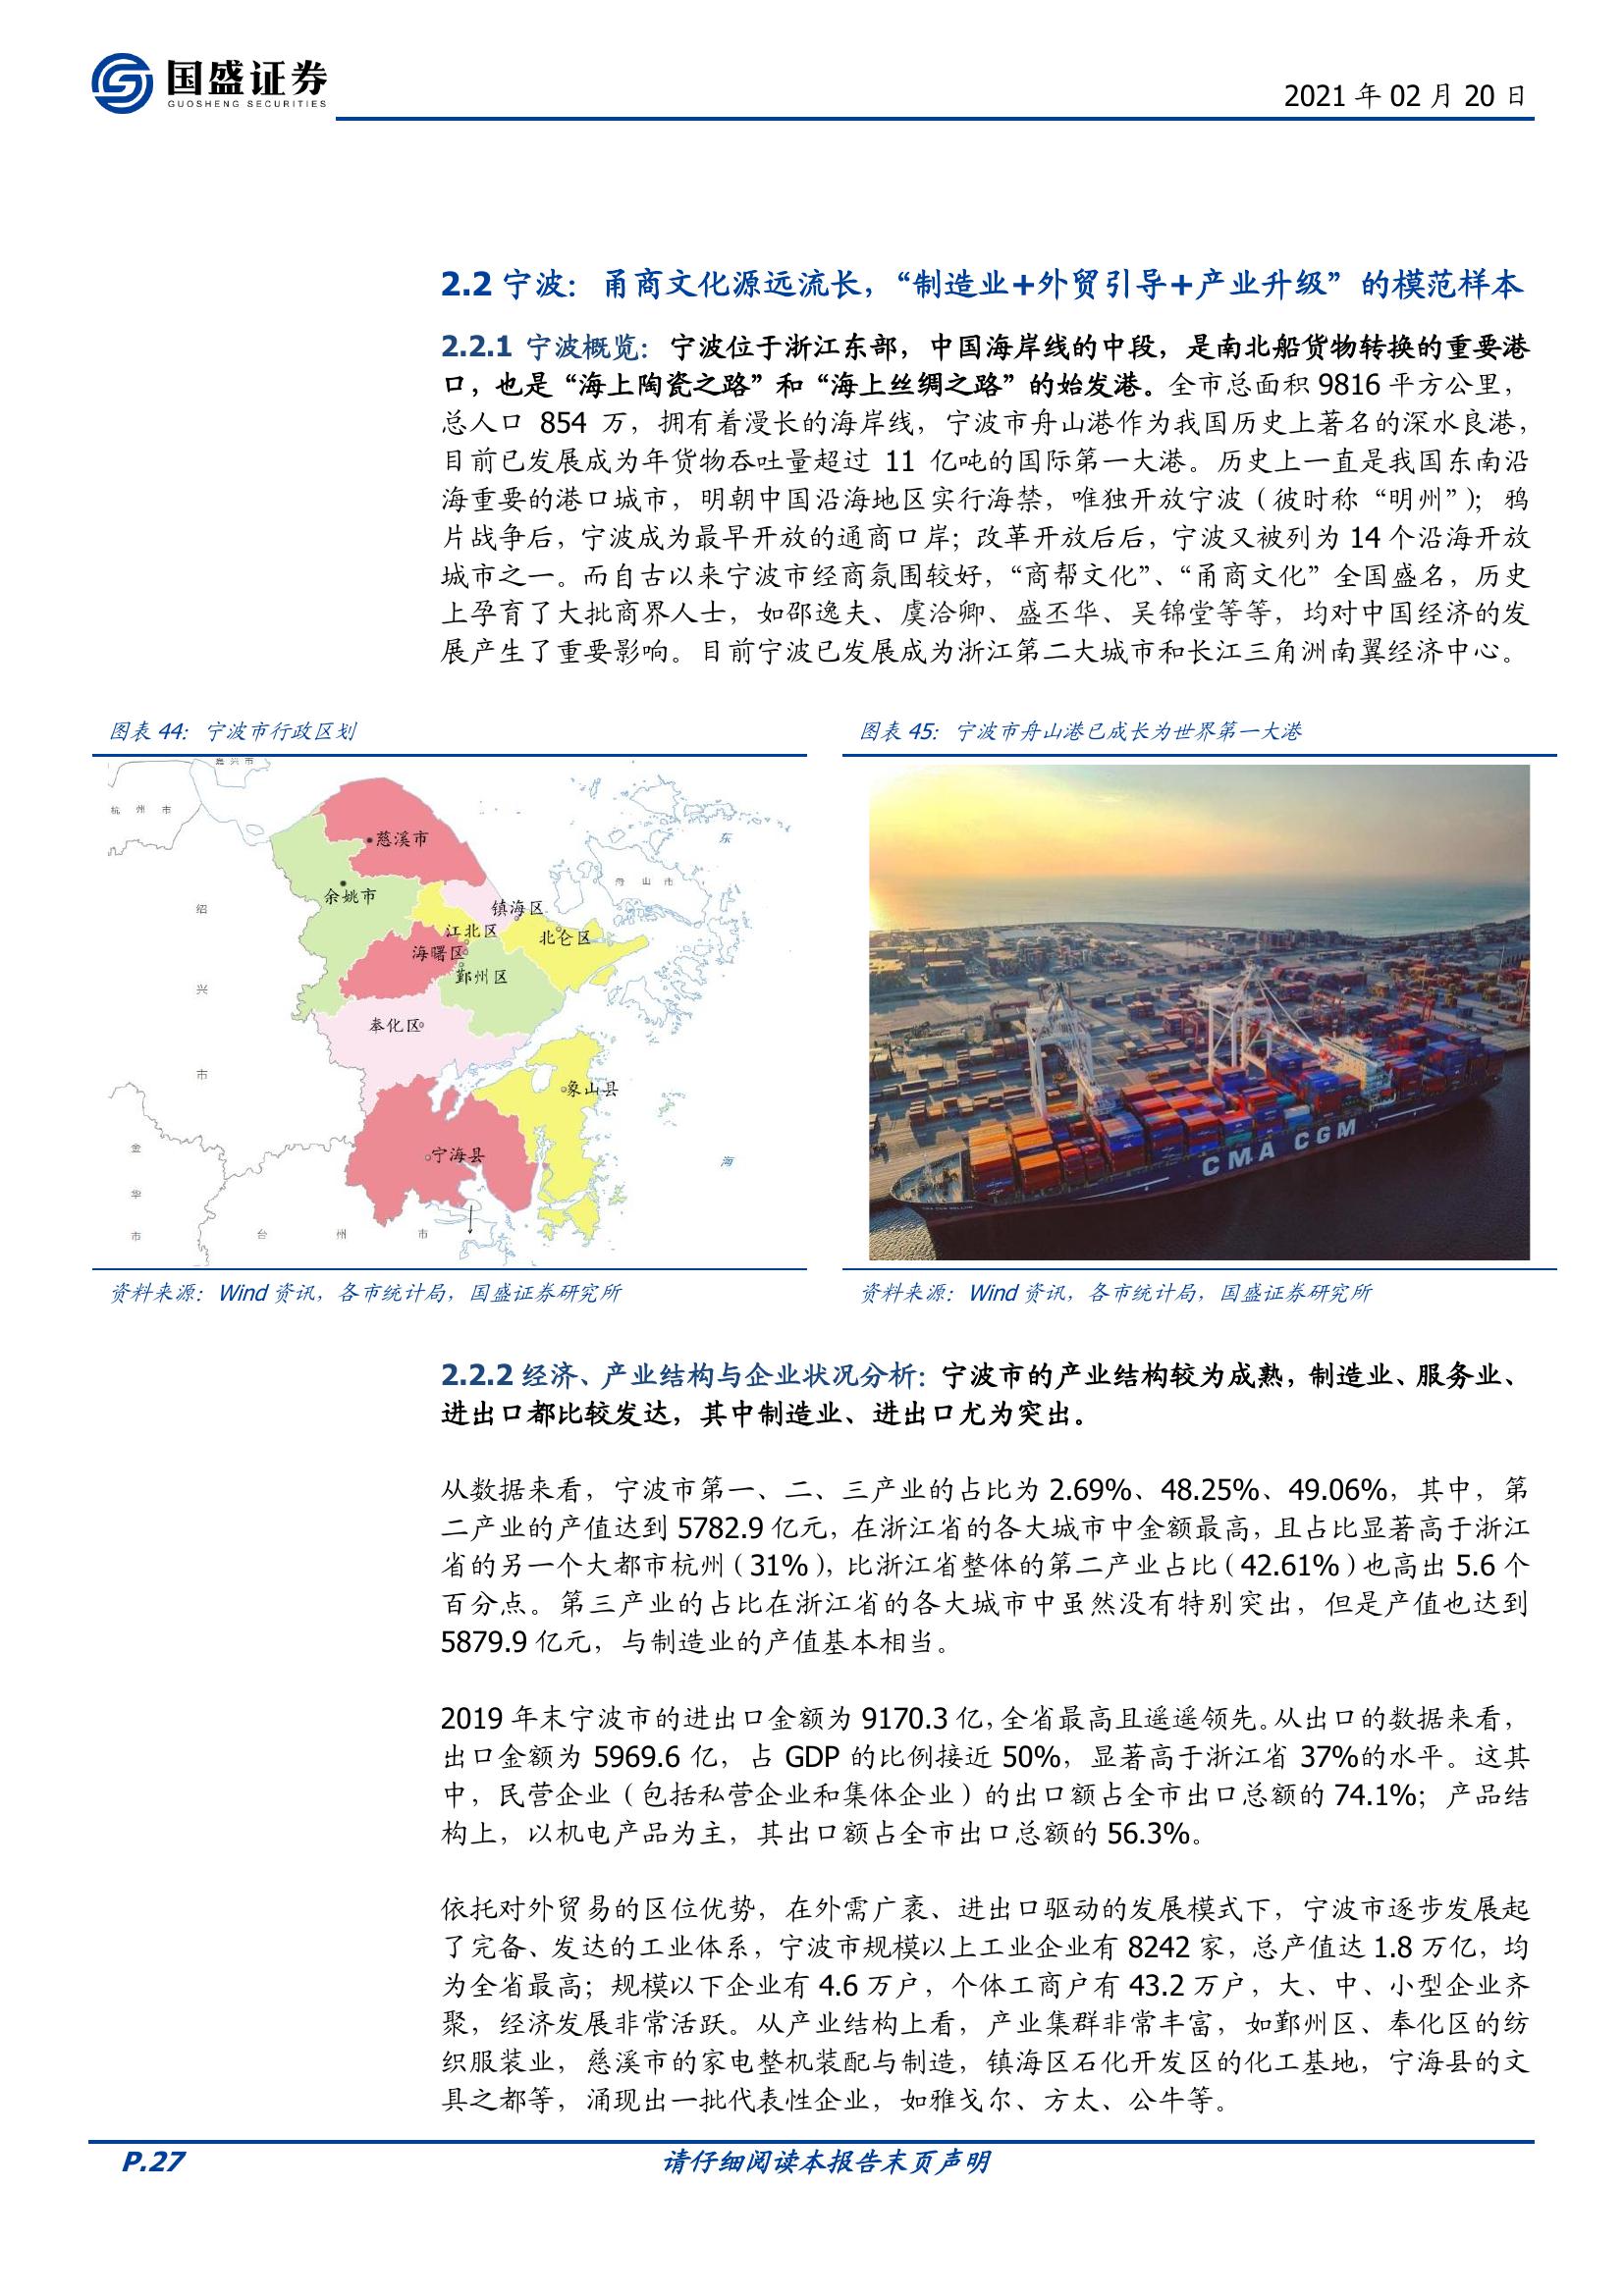 国盛证券
GUOSHENG SECURITIES
2021 年 02 月 20 日
2.2 宁波：甬商文化源远流长，“制造业+外贸引导+产业升级”的模范样本
2.2.1 宁波概览：宁波位于浙江东部，中国海岸线的中段，是南北船货物转换的重要港
口，也是“海上陶瓷之路”和“海上丝绸之路”的始发港。全市总面积 9816 平方公里，
总人口 854 万，拥有着漫长的海岸线，宁波市舟山港作为我国历史上著名的深水良港，
目前已发展成为年货物吞吐量超过 11 亿吨的国际第一大港。历史上一直是我国东南沿
海重要的港口城市，明朝中国沿海地区实行海禁，唯独开放宁波（彼时称“明州”）；鸦
片战争后，宁波成为最早开放的通商口岸；改革开放后后，宁波又被列为 14 个沿海开放
城市之一。而自古以来宁波市经商氛围较好，“商帮文化”、“甬商文化”全国盛名，历史
上孕育了大批商界人士，如邵逸夫、虞洽卿、盛丕华、吴锦堂等等，均对中国经济的发
展产生了重要影响。目前宁波已发展成为浙江第二大城市和长江三角洲南翼经济中心。
图表 44：宁波市行政区划
嘉兴市
杭州市
慈溪市
余姚市
镇海区
江北区
北仑区
海曙区
鄞州区
奉化区
象山县
宁海县
舟山市
绍兴市
金华市
台州市
东海
资料来源：Wind 资讯，各市统计局，国盛证券研究所
图表 45：宁波市舟山港已成长为世界第一大港
CMA CGM
资料来源：Wind 资讯，各市统计局，国盛证券研究所
2.2.2 经济、产业结构与企业状况分析：宁波市的产业结构较为成熟，制造业、服务业、
进出口都比较发达，其中制造业、进出口尤为突出。
从数据来看，宁波市第一、二、三产业的占比为 2.69%、48.25%、49.06%，其中，第
二产业的产值达到 5782.9 亿元，在浙江省的各大城市中金额最高，且占比显著高于浙江
省的另一个大都市杭州（31%），比浙江省整体的第二产业占比（42.61%）也高出 5.6 个
百分点。第三产业的占比在浙江省的各大城市中虽然没有特别突出，但是产值也达到
5879.9 亿元，与制造业的产值基本相当。
2019 年末宁波市的进出口金额为 9170.3 亿，全省最高且遥遥领先。从出口的数据来看，
出口金额为 5969.6 亿，占 GDP 的比例接近 50%，显著高于浙江省 37%的水平。这其
中，民营企业（包括私营企业和集体企业）的出口额占全市出口总额的 74.1%；产品结
构上，以机电产品为主，其出口额占全市出口总额的 56.3%。
依托对外贸易的区位优势，在外需广袤、进出口驱动的发展模式下，宁波市逐步发展起
了完备、发达的工业体系，宁波市规模以上工业企业有 8242 家，总产值达 1.8 万亿，均
为全省最高；规模以下企业有 4.6 万户，个体工商户有 43.2 万户，大、中、小型企业齐
聚，经济发展非常活跃。从产业结构上看，产业集群非常丰富，如鄞州区、奉化区的纺
织服装业，慈溪市的家电整机装配与制造，镇海区石化开发区的化工基地，宁海县的文
具之都等，涌现出一批代表性企业，如雅戈尔、方太、公牛等。
P.27
请仔细阅读本报告末页声明